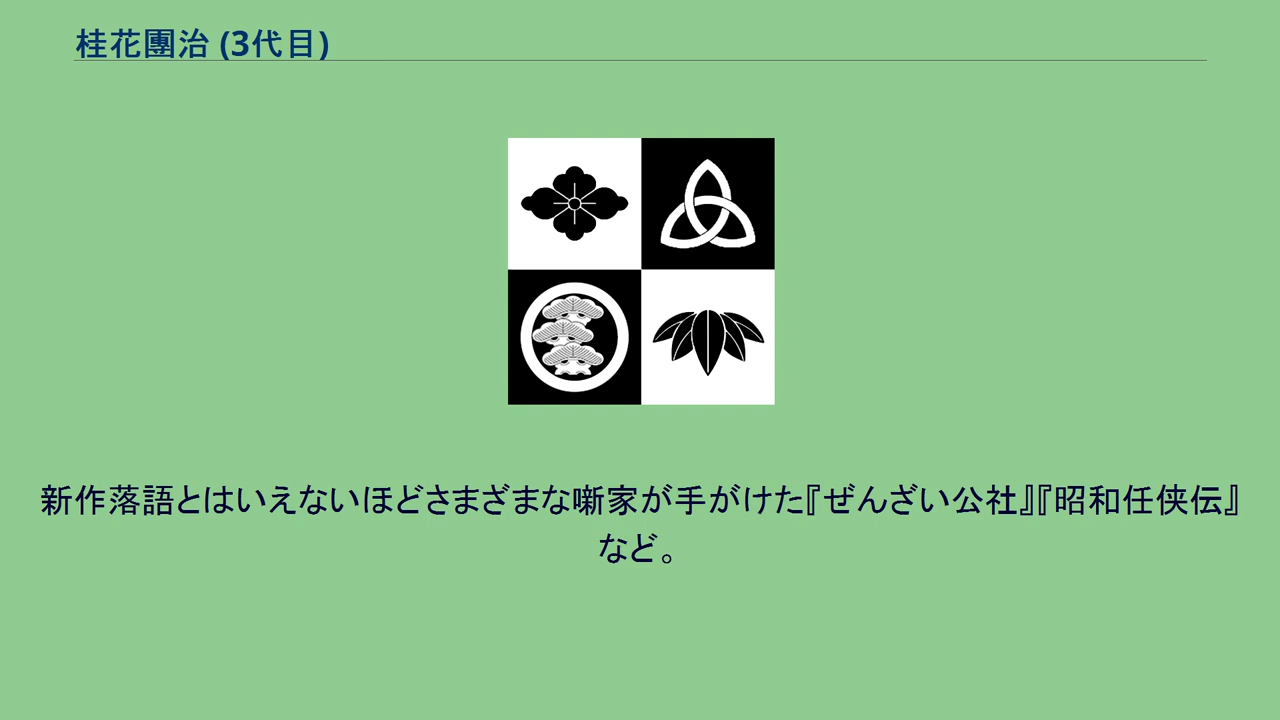 桂花團治 (3代目)
新作落語とはいえないほどさまざまな噺家が手がけた『ぜんざい公社』『昭和任侠伝』
など。